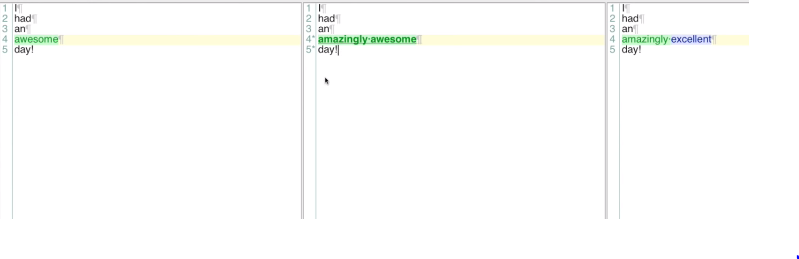 1 I¶
2 had¶
3 an¶
4 awesome¶
5 day!
1 I¶
2 had¶
3 an¶
4* amazingly·awesome¶
5* day!
1 I¶
2 had¶
3 an¶
4 amazingly·excellent¶
5 day!